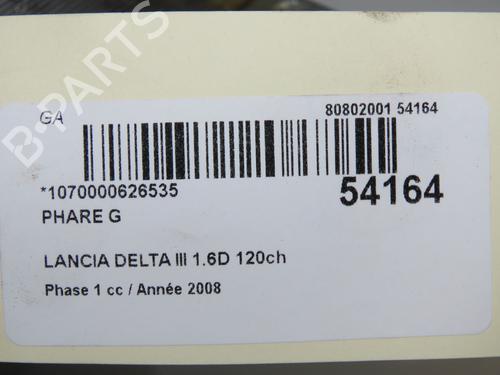 GA
80802001 54164
*1070000626535
54164
PHARE G
LANCIA DELTA III 1.6D 120ch
Phase 1 cc / Année 2008
B-PARTS